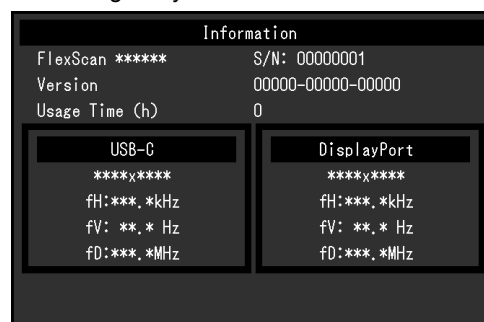 Information
FlexScan ****** S/N: 00000001
Version 00000-00000-00000
Usage Time (h) 0
USB-C DisplayPort
****x**** ****x****
fH:***.*kHz fH:***.*kHz
fV: **.* Hz fV: **.* Hz
fD:***.*MHz fD:***.*MHz